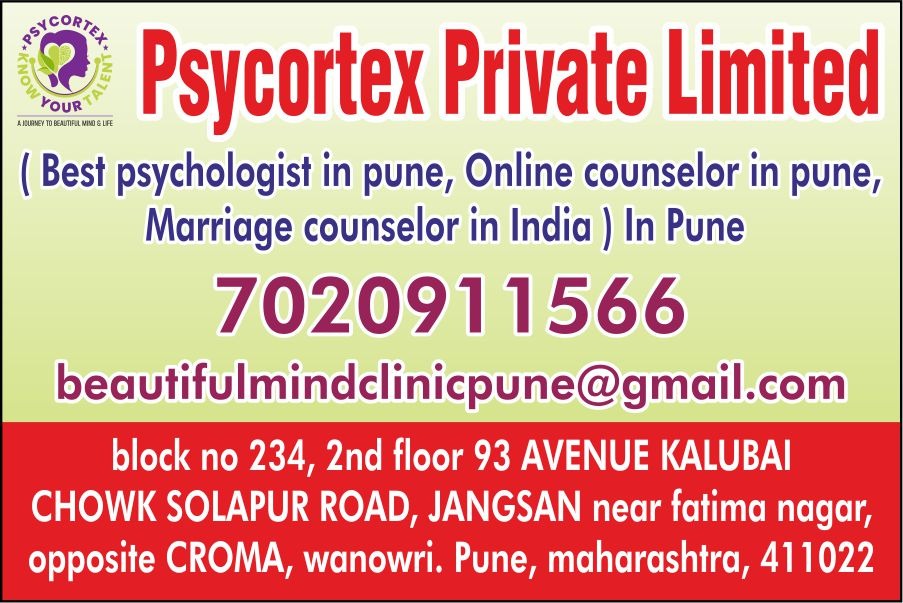 PSYCORTEX
KNOW YOUR TALENT
A JOURNEY TO BEAUTIFUL MIND & LIFE
Psycortex Private Limited
( Best psychologist in pune, Online counselor in pune,
Marriage counselor in India ) In Pune
7020911566
beautifulmindclinicpune@gmail.com
block no 234, 2nd floor 93 AVENUE KALUBAI
CHOWK SOLAPUR ROAD, JANGSAN near fatima nagar,
opposite CROMA, wanowri. Pune, maharashtra, 411022